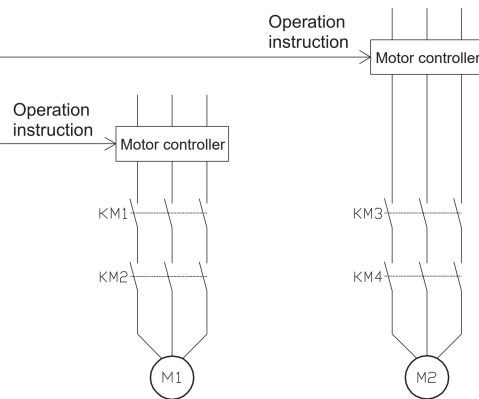 Operation
instruction
Motor controller
Operation
instruction
Motor controller
KM1
KM3
KM2
KM4
M1
M2